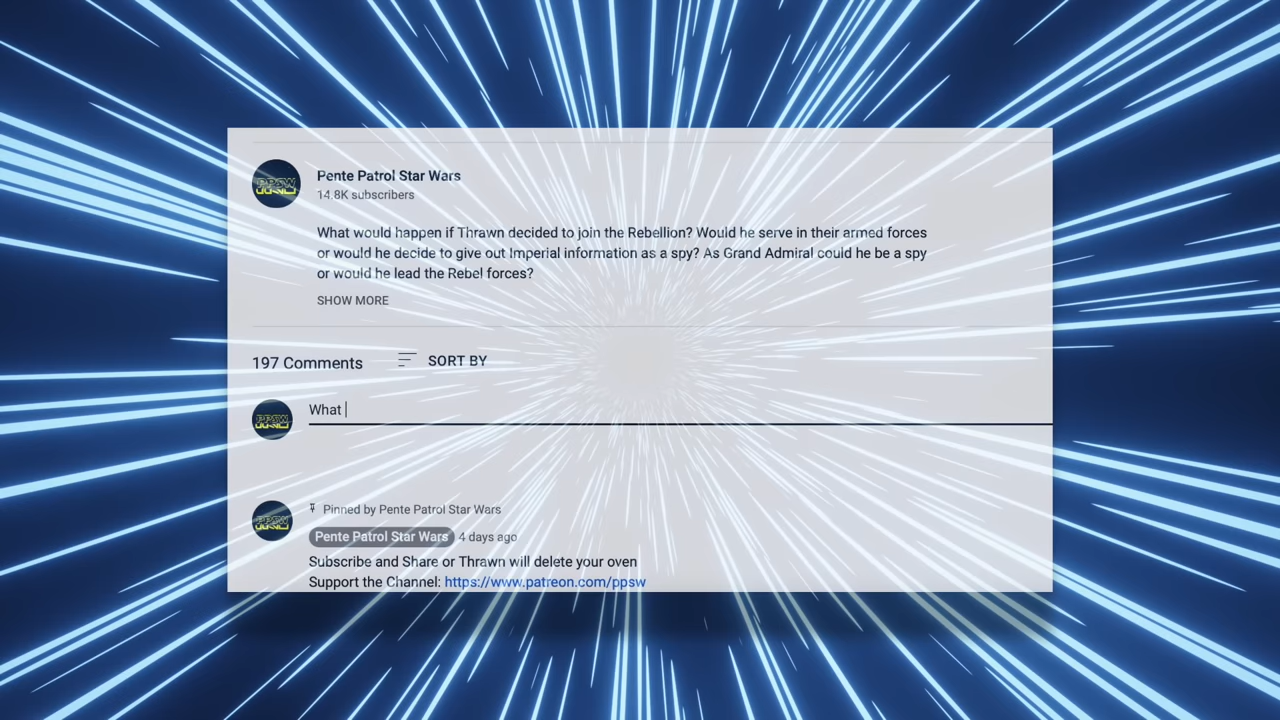 PPSW
Pente Patrol Star Wars
14.8K subscribers
What would happen if Thrawn decided to join the Rebellion? Would he serve in their armed forces
or would he decide to give out Imperial information as a spy? As Grand Admiral could he be a spy
or would he lead the Rebel forces?
SHOW MORE
197 Comments
SORT BY
PPSW
What
PPSW
Pinned by Pente Patrol Star Wars
Pente Patrol Star Wars 4 days ago
Subscribe and Share or Thrawn will delete your oven
Support the Channel: https://www.patreon.com/ppsw